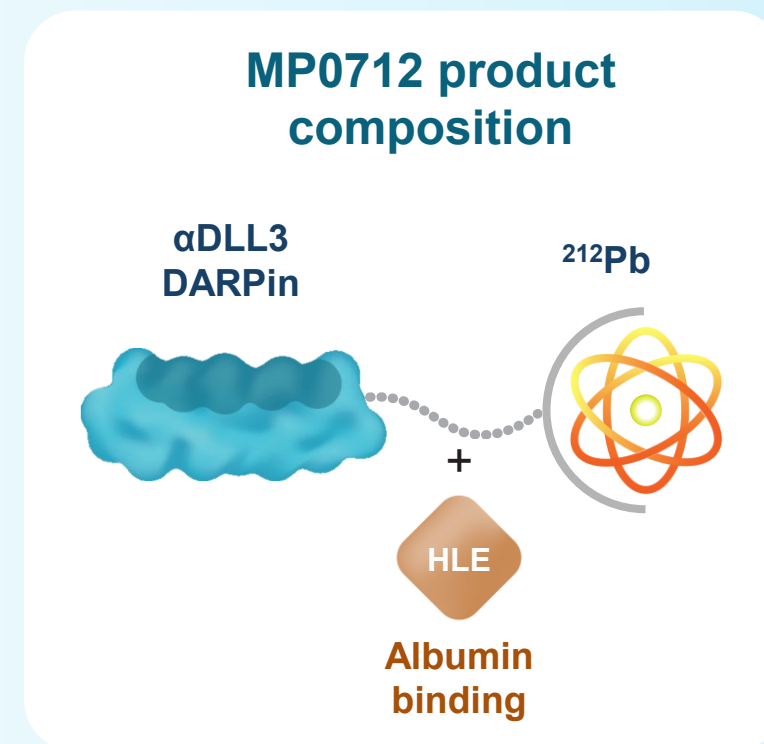 MP0712 product
composition
αDLL3
DARPin
²¹²Pb
+
HLE
Albumin
binding